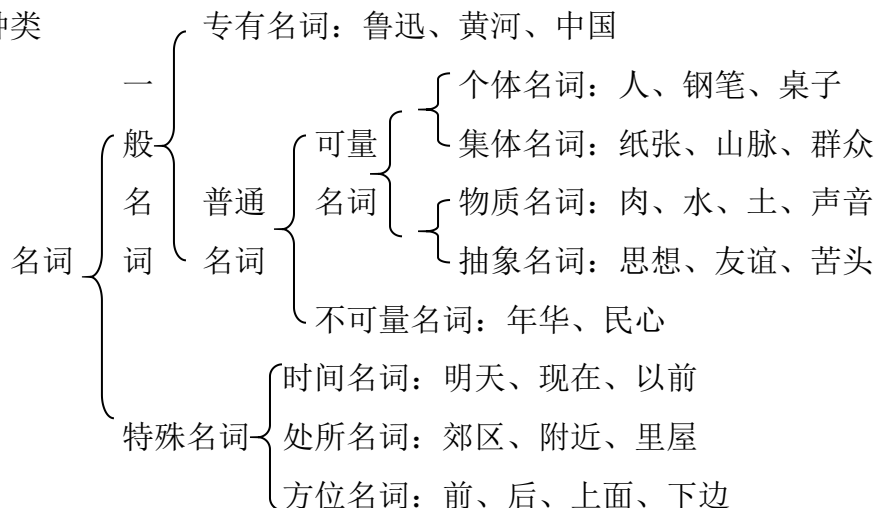 种类
专有名词：鲁迅、黄河、中国
一 个体名词：人、钢笔、桌子
般 可量 集体名词：纸张、山脉、群众
名 普通 名词 物质名词：肉、水、土、声音
名词 词 名词 抽象名词：思想、友谊、苦头
不可量名词：年华、民心
时间名词：明天、现在、以前
特殊名词 处所名词：郊区、附近、里屋
方位名词：前、后、上面、下边